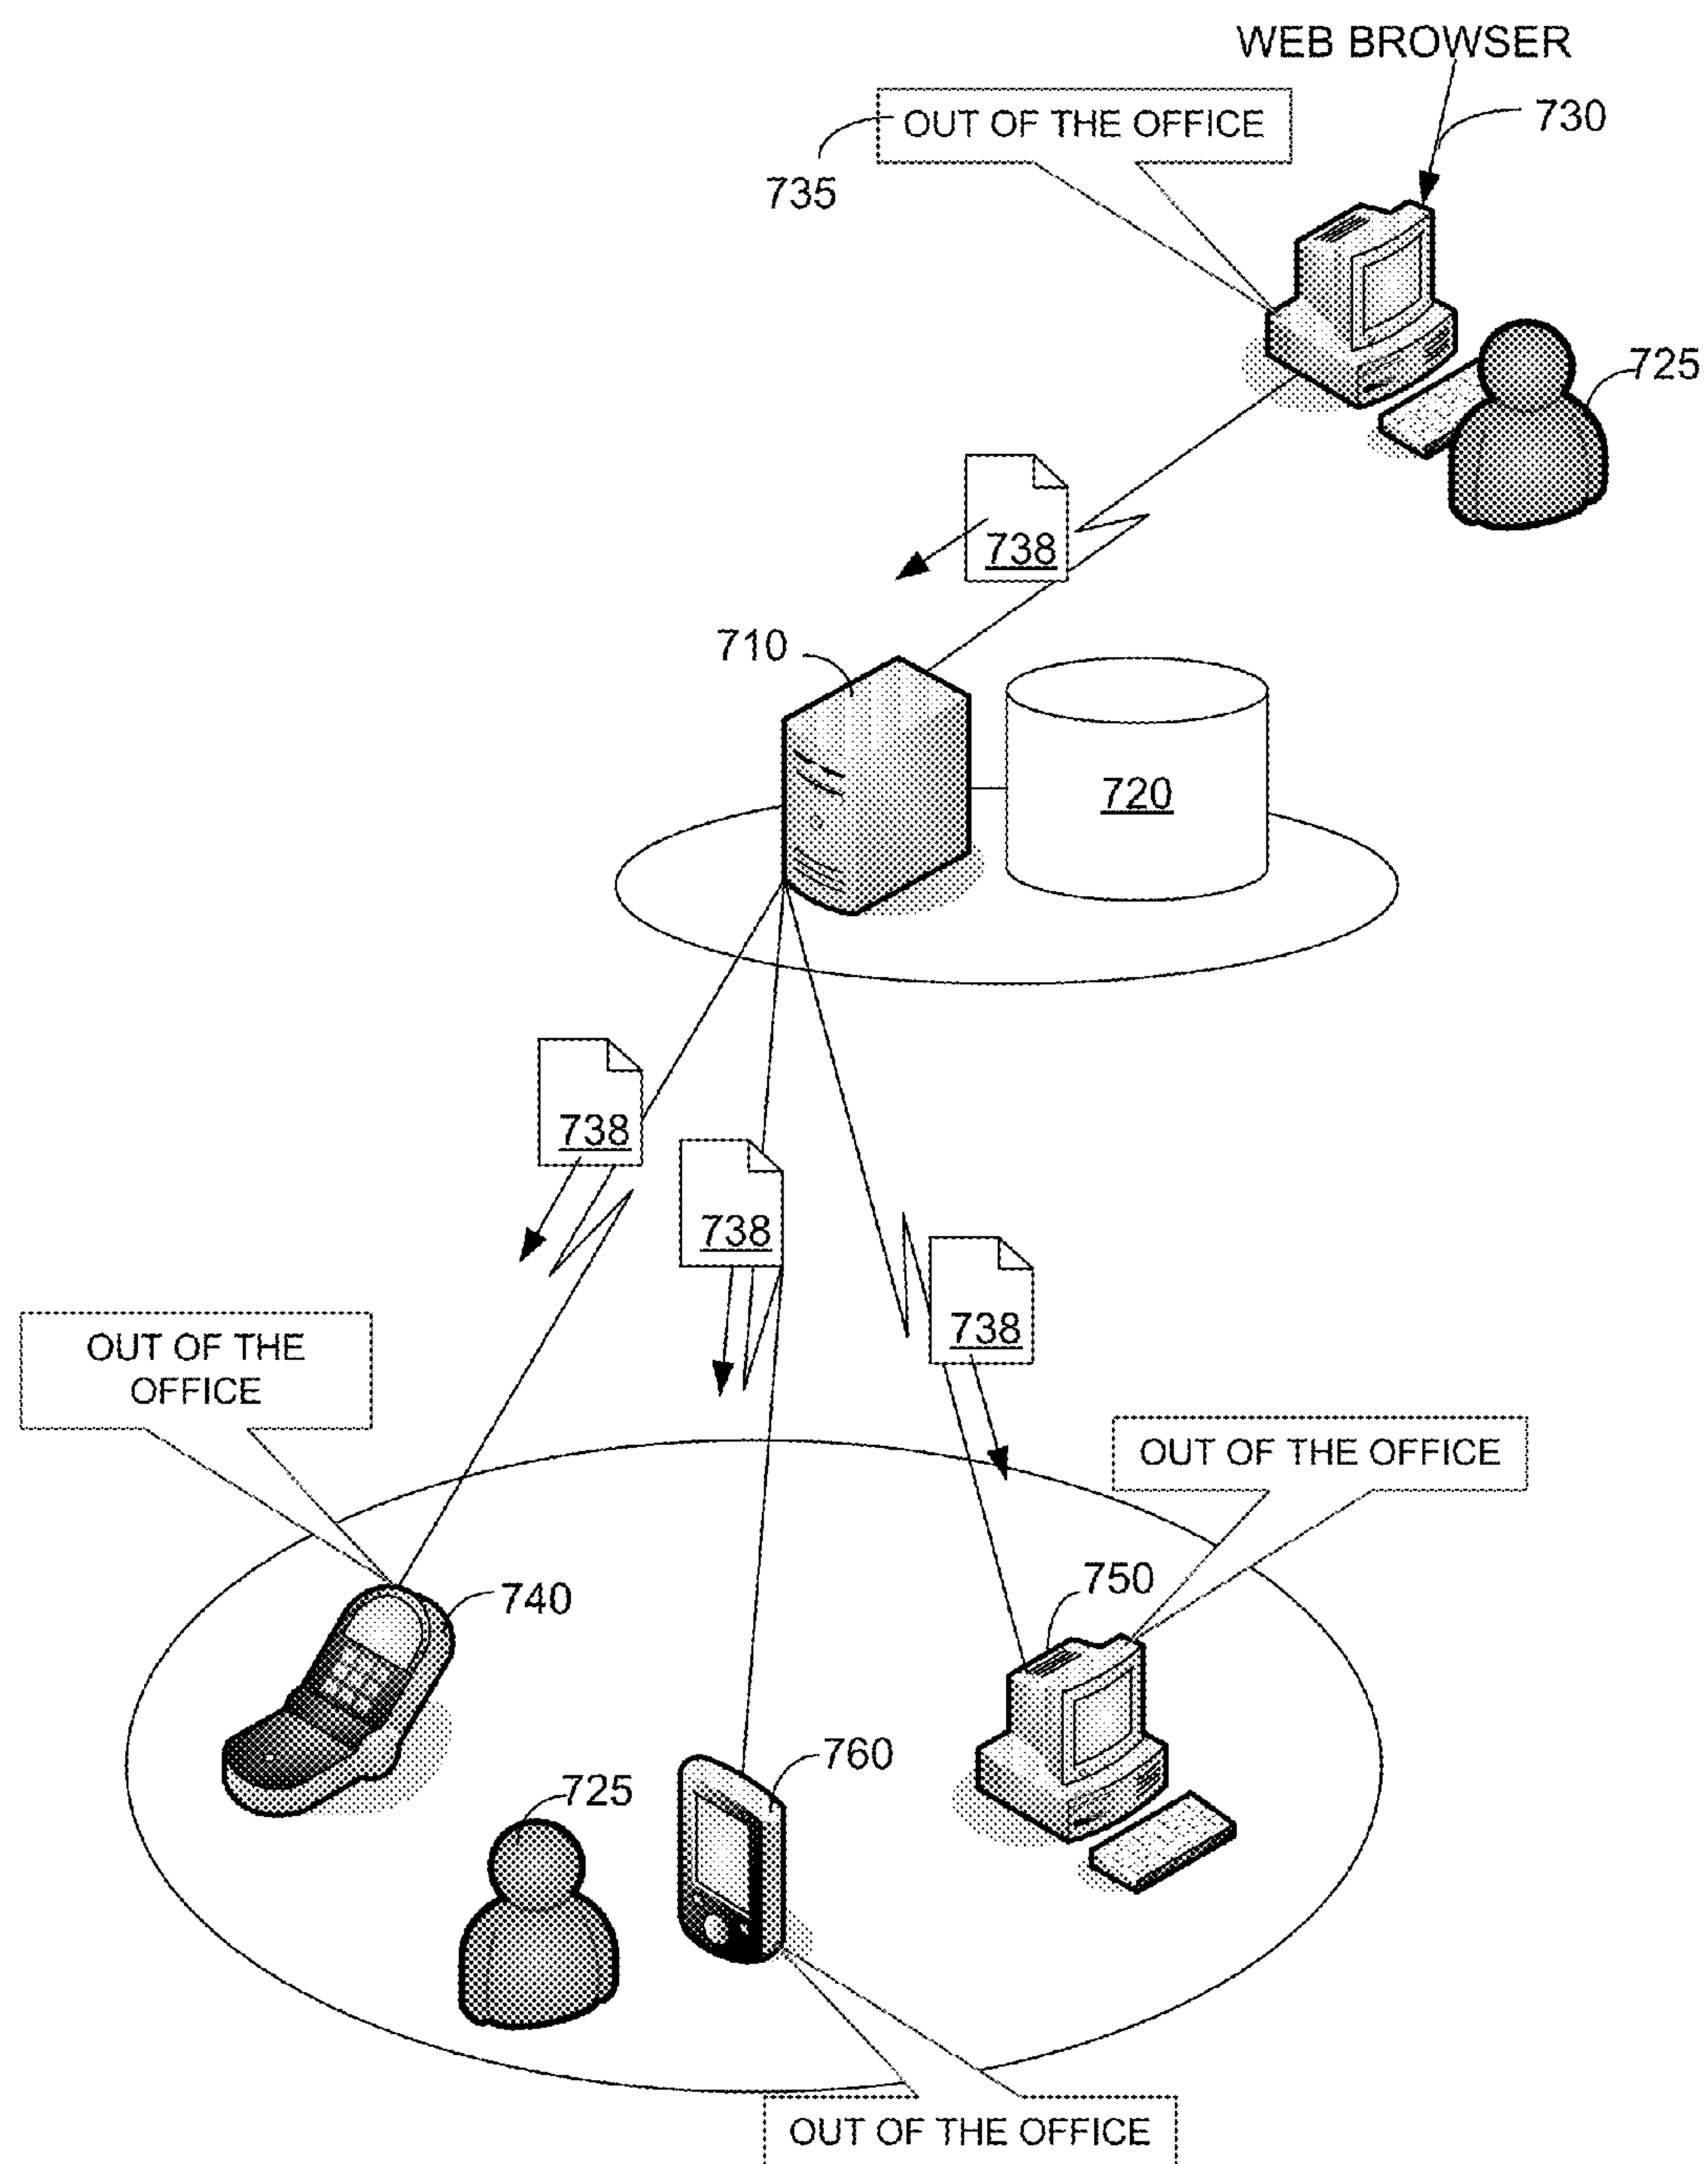 WEB BROWSER
OUT OF THE OFFICE
730
735
725
738
710
720
738
738
738
OUT OF THE
OFFICE
OUT OF THE OFFICE
750
740
760
725
OUT OF THE OFFICE